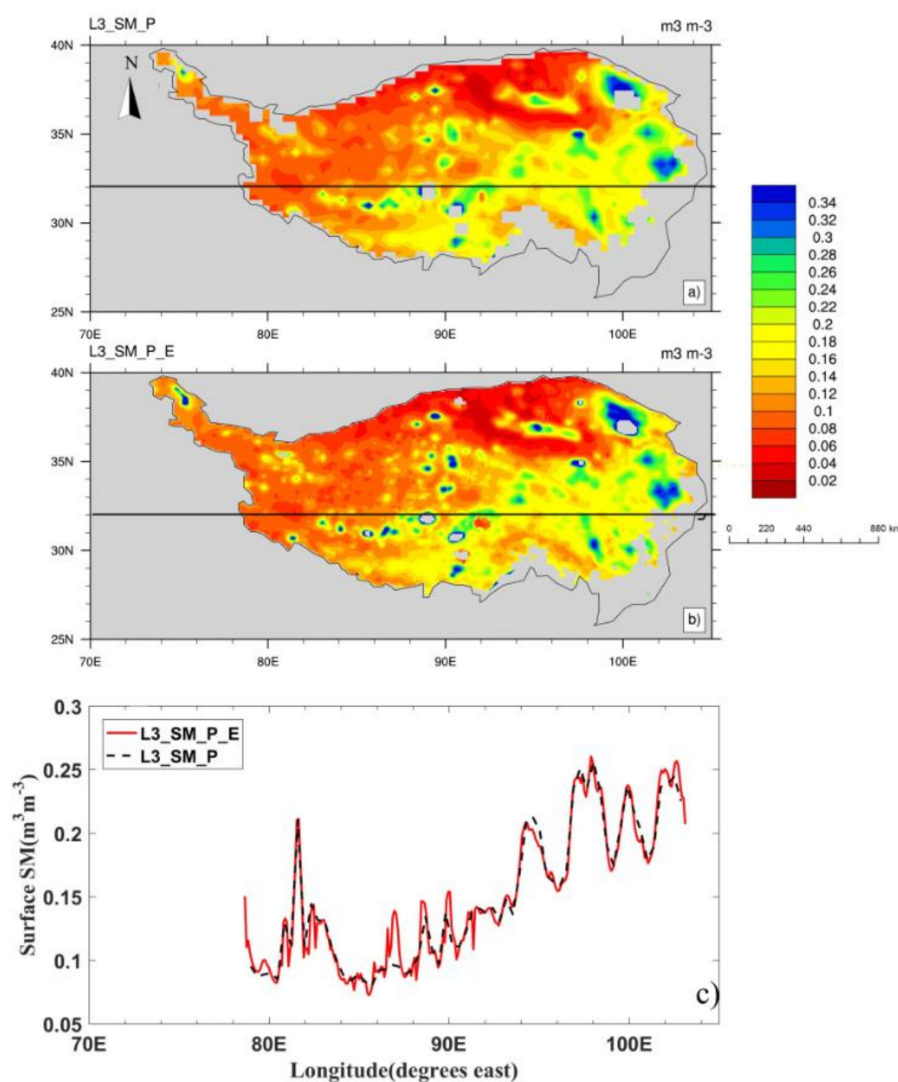 L3_SM_P m3 m-3
40N
N
35N
30N
25N
a)
70E 80E 90E 100E
L3_SM_P_E m3 m-3
40N
35N
30N
25N
b)
70E 80E 90E 100E
0.34
0.32
0.3
0.28
0.26
0.24
0.22
0.2
0.18
0.16
0.14
0.12
0.1
0.08
0.06
0.04
0.02
0 220 440 880 km
0.3
0.25
0.2
0.15
0.1
0.05
Surface SM(m³m⁻³)
L3_SM_P_E
L3_SM_P
c)
70E 80E 90E 100E
Longitude(degrees east)